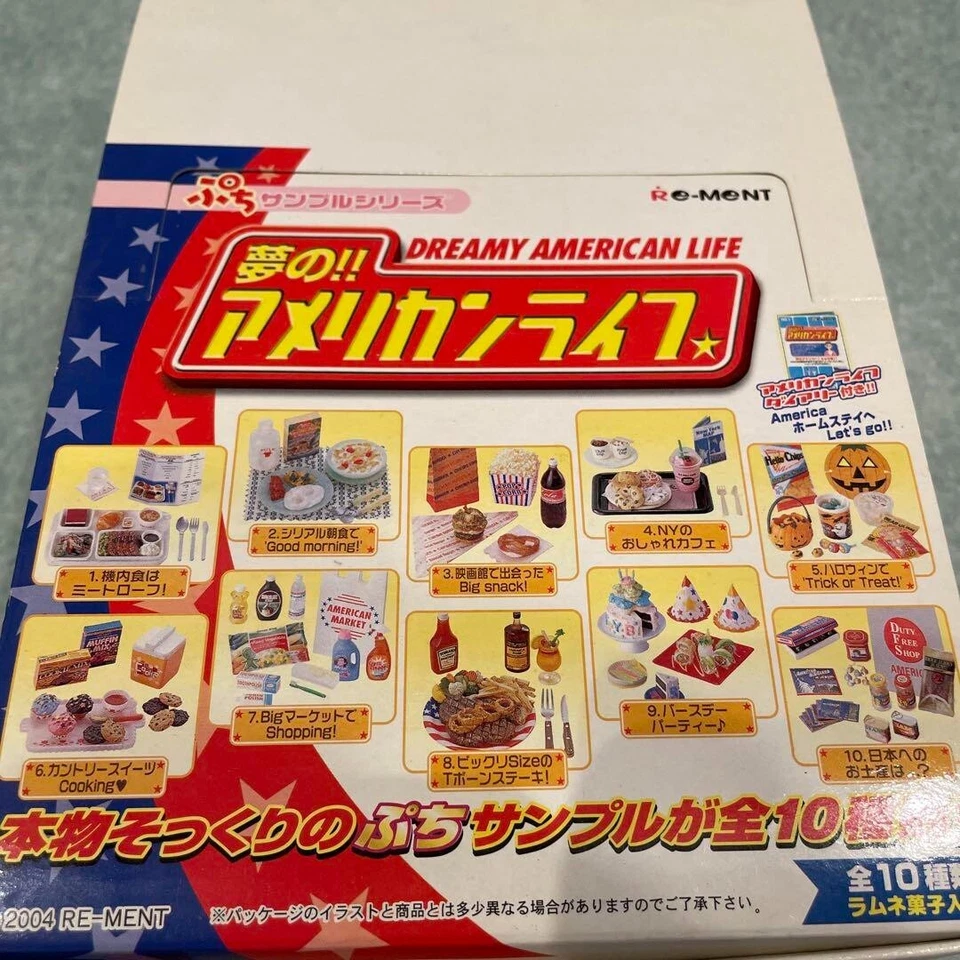 ぷちサンプルシリーズ
RE-MENT
DREAMY AMERICAN LIFE
夢の!!
アメリカンライフ
アメリカンライフ
ダイアリー付き!!
America
ホームステイへ
Let's go!!
1.機内食は
ミートローフ!
2.シリアル朝食で
'Good morning!'
3.映画館で出会った
Big snack!
4.NYの
おしゃれカフェ
5.ハロウィンで
'Trick or Treat!'
MUFFIN
MIX
COOKIE MIX
6.カントリースイーツ
Cooking♥
AMERICAN
MARKET
7.Bigマーケットで
Shopping!
8.ビックリSizeの
Tボーンステーキ!
9.バースデー
パーティー♪
DUTY
FREE
SHOP
10.日本への
お土産は…?
本物そっくりのぷちサンプルが全10種
全10種類
ラムネ菓子入
2004 RE-MENT
※パッケージのイラストと商品とは多少異なる場合がありますのでご了承下さい。